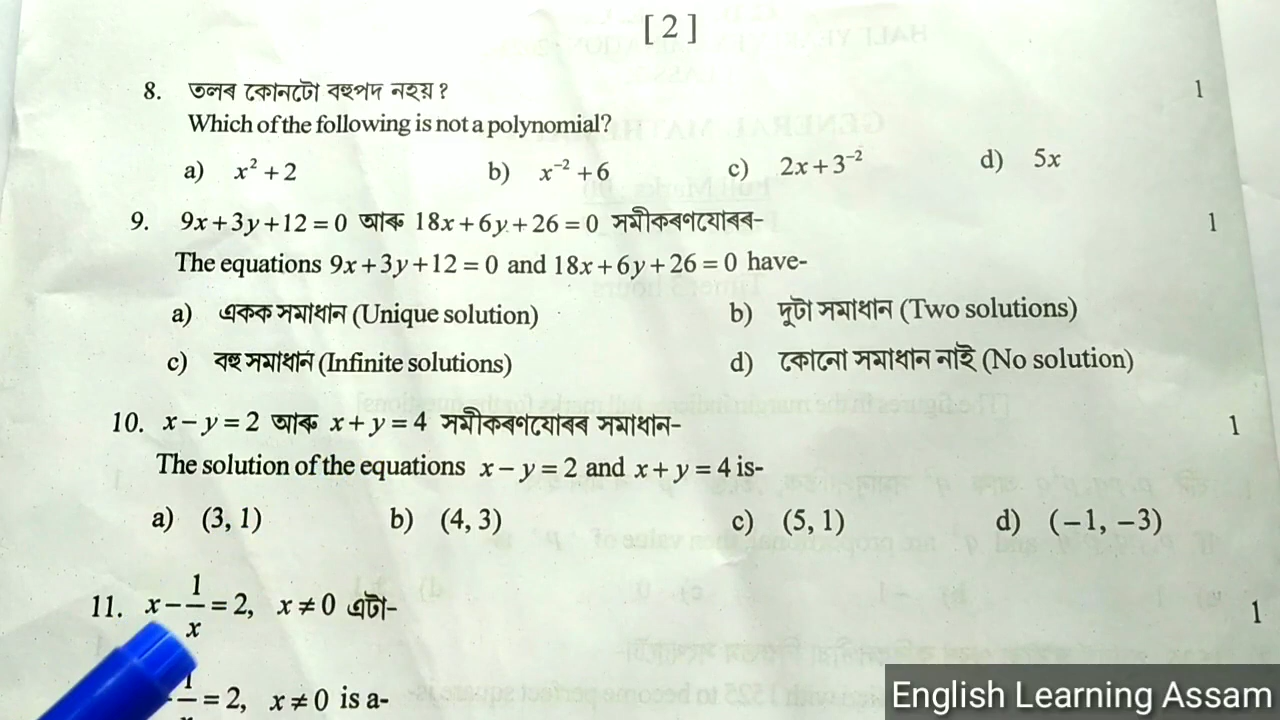 [ 2 ]
8. তলৰ কোনটো বহুপদ নহয় ? 1
Which of the following is not a polynomial?
a) x² + 2 b) x⁻² + 6 c) 2x + 3⁻² d) 5x
9. 9x + 3y + 12 = 0 আৰু 18x + 6y + 26 = 0 সমীকৰণযোৰৰ- 1
The equations 9x + 3y + 12 = 0 and 18x + 6y + 26 = 0 have-
a) একক সমাধান (Unique solution) b) দুটা সমাধান (Two solutions)
c) বহু সমাধান (Infinite solutions) d) কোনো সমাধান নাই (No solution)
10. x − y = 2 আৰু x + y = 4 সমীকৰণযোৰৰ সমাধান- 1
The solution of the equations x − y = 2 and x + y = 4 is-
a) (3, 1) b) (4, 3) c) (5, 1) d) (−1, −3)
11. x − 1/x = 2, x ≠ 0 এটা- 1
= 2, x ≠ 0 is a-
English Learning Assam